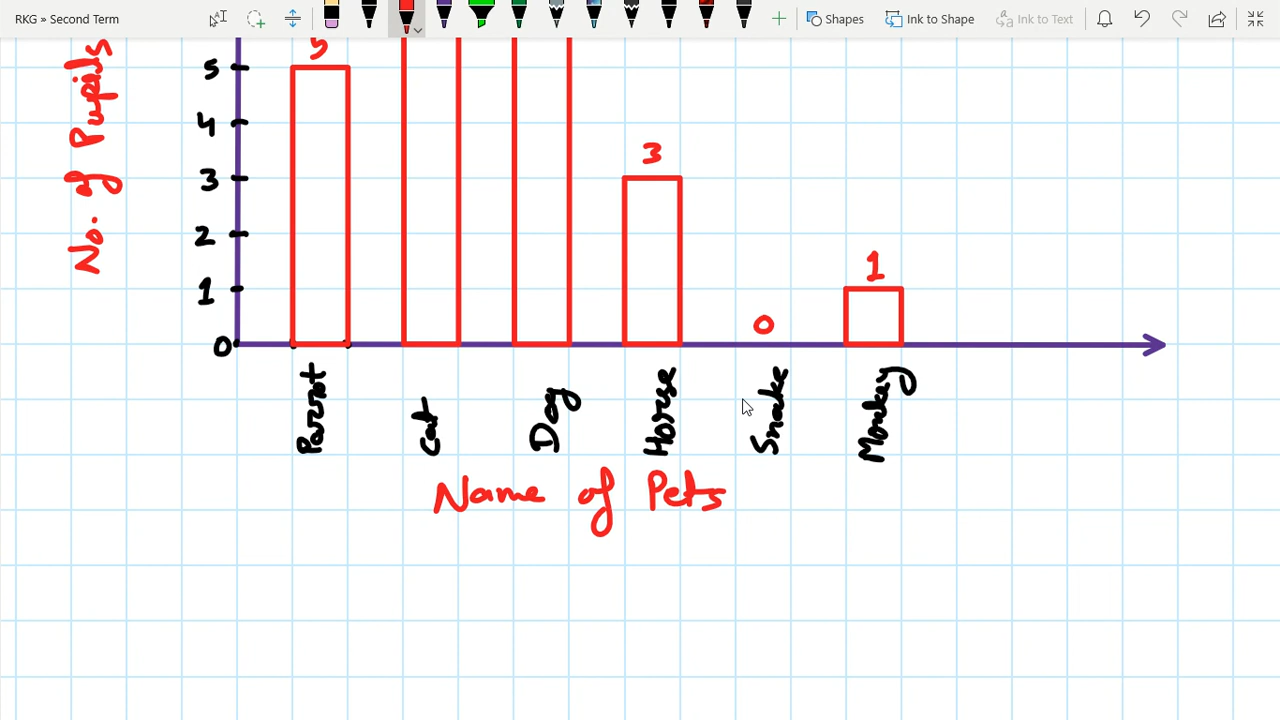 RKG » Second Term
Shapes
Ink to Shape
Ink to Text
No. of Pupils
5
5
4
3
2
1
0
3
0
1
Parrot
Cat
Dog
Horse
Snake
Monkey
Name of Pets